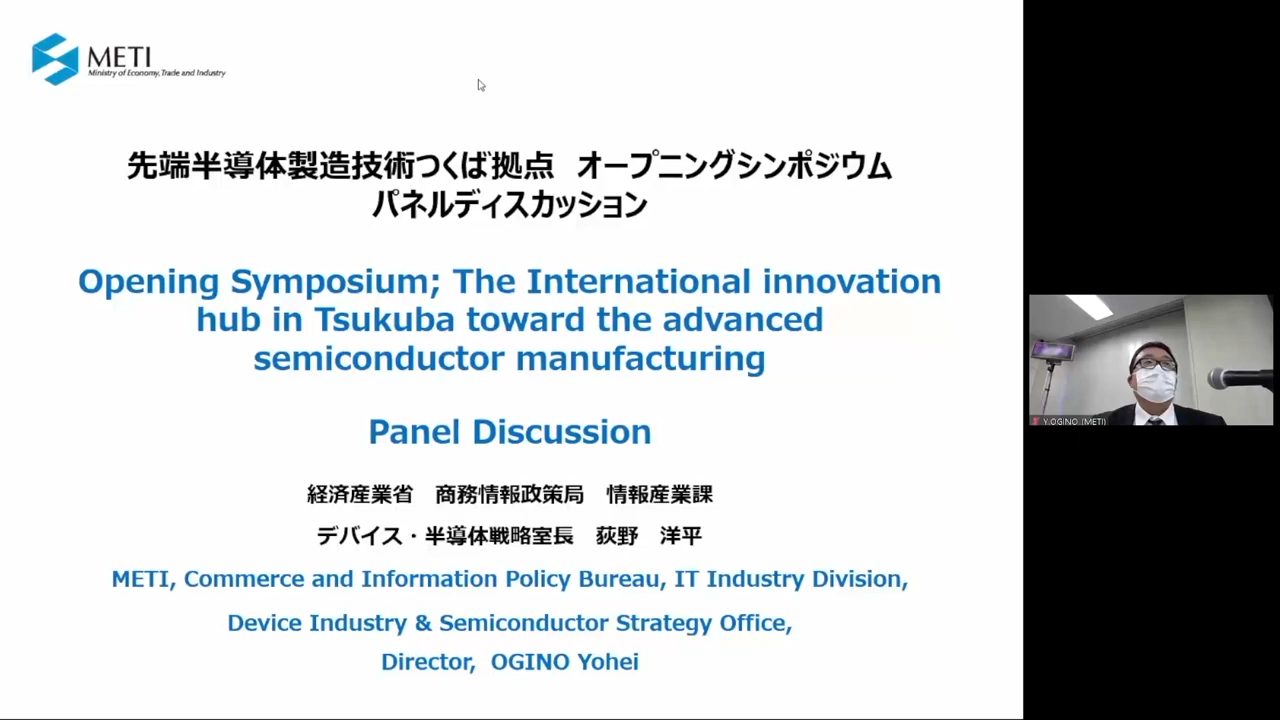 METI
Ministry of Economy, Trade and Industry
先端半導体製造技術つくば拠点　オープニングシンポジウム
パネルディスカッション
Opening Symposium; The International innovation
hub in Tsukuba toward the advanced
semiconductor manufacturing
Panel Discussion
経済産業省　商務情報政策局　情報産業課
デバイス・半導体戦略室長　荻野　洋平
METI, Commerce and Information Policy Bureau, IT Industry Division,
Device Industry & Semiconductor Strategy Office,
Director, OGINO Yohei
Y.OGINO (METI)